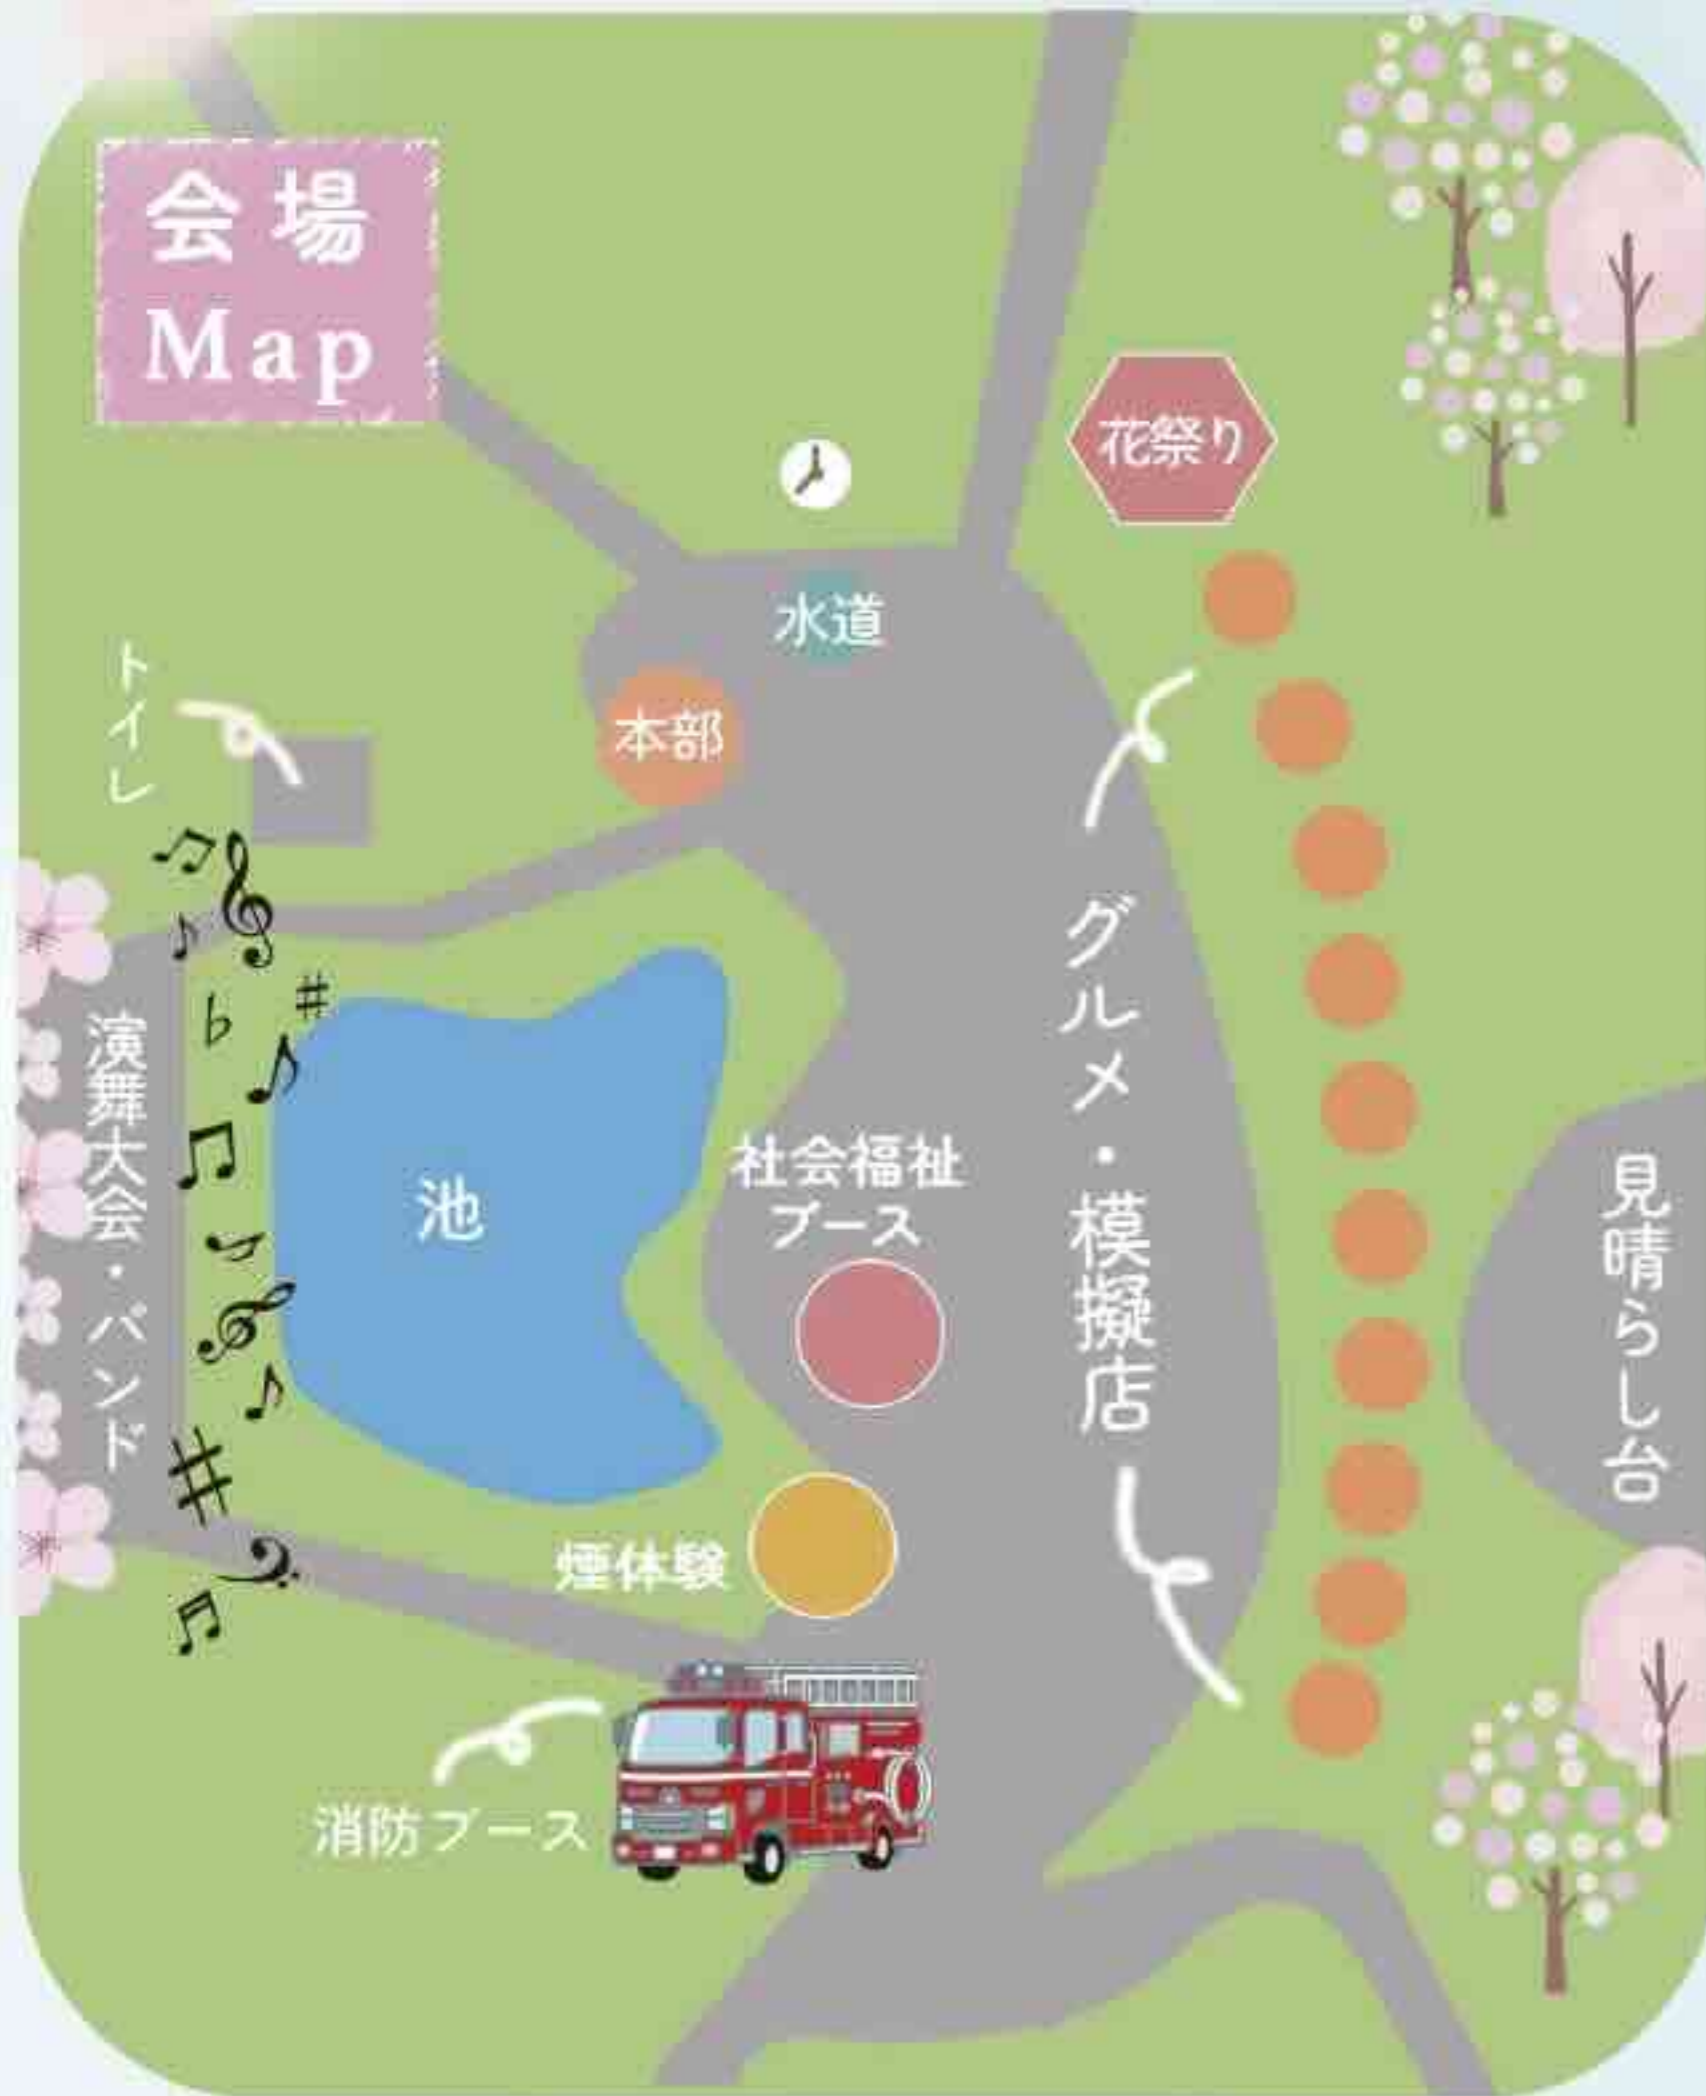 会場
Map
花祭り
水道
本部
トイレ
グルメ・模擬店
演舞大会・バンド
池
社会福祉
ブース
見晴らし台
煙体験
消防ブース